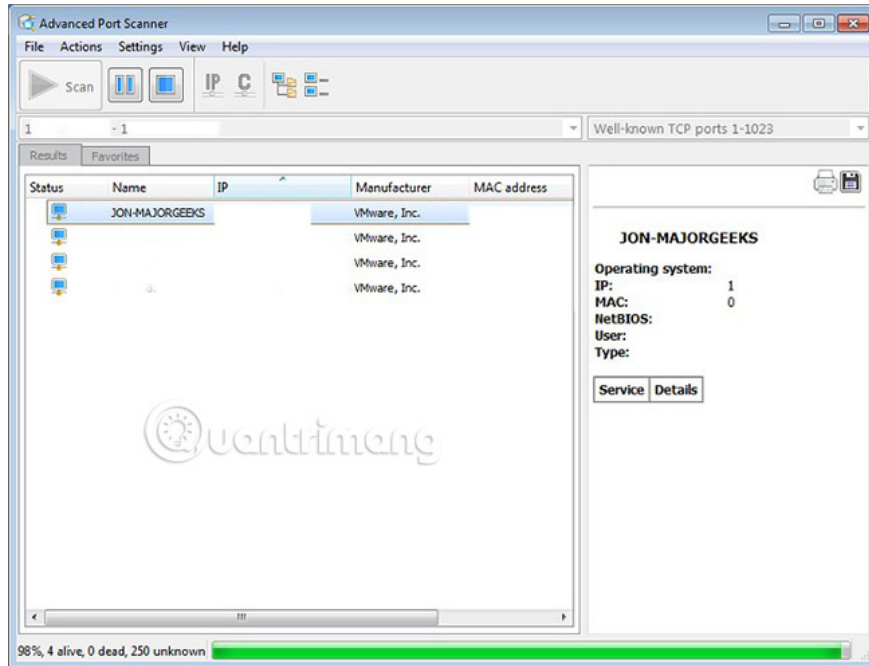 Advanced Port Scanner
File Actions Settings View Help
Scan IP C
1 - 1 Well-known TCP ports 1-1023
Results Favorites
Status Name IP Manufacturer MAC address
JON-MAJORGEEKS VMware, Inc.
VMware, Inc.
VMware, Inc.
VMware, Inc.
JON-MAJORGEEKS
Operating system:
IP: 1
MAC: 0
NetBIOS:
User:
Type:
Service Details
Quantrimang
98%, 4 alive, 0 dead, 250 unknown